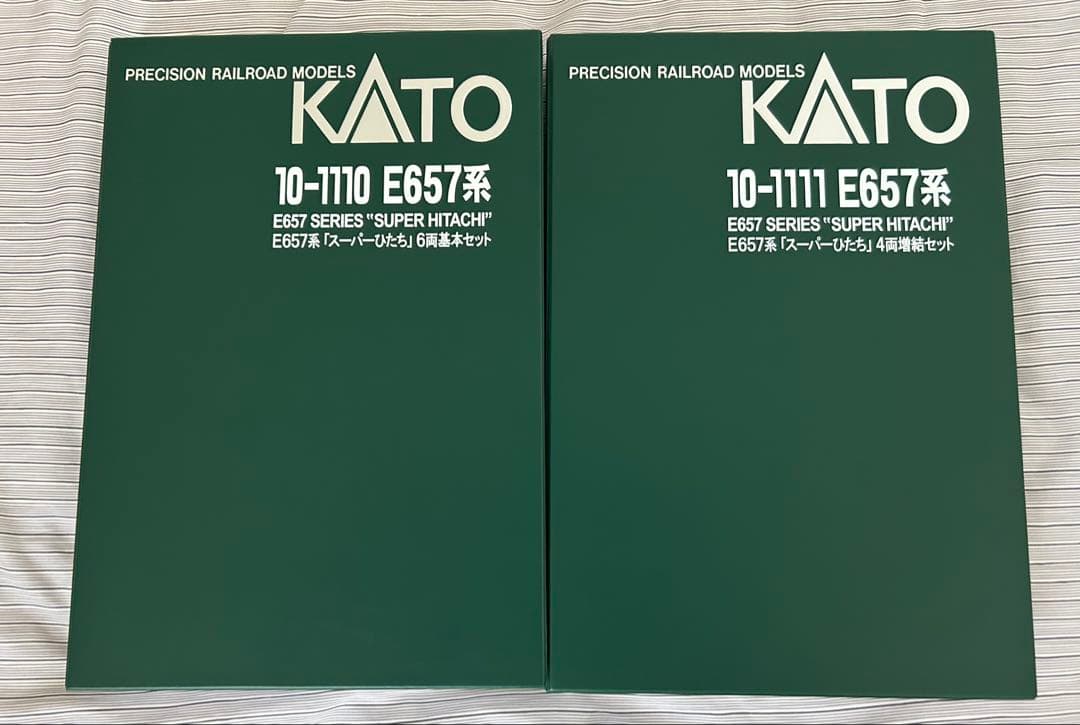 PRECISION RAILROAD MODELS
KATO
10-1110 E657系
E657 SERIES "SUPER HITACHI"
E657系「スーパーひたち」6両基本セット
PRECISION RAILROAD MODELS
KATO
10-1111 E657系
E657 SERIES "SUPER HITACHI"
E657系「スーパーひたち」4両増結セット